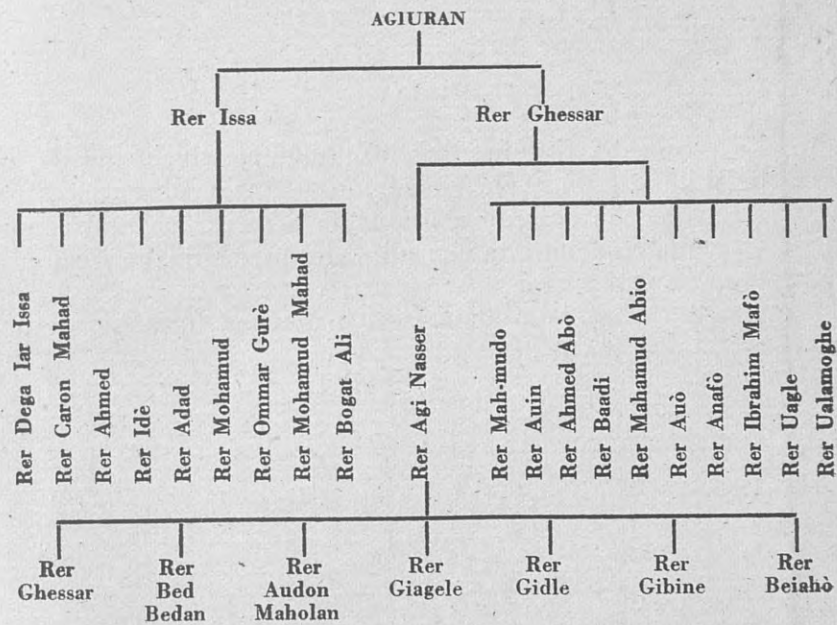 AGIURAN
Rer Issa
Rer Ghessar
Rer Dega Iar Issa
Rer Caron Mahad
Rer Ahmed
Rer Idè
Rer Adad
Rer Mohamud
Rer Ommar Gurè
Rer Mohamud Mahad
Rer Bogat Ali
Rer Agi Nasser
Rer Mah-mudo
Rer Auin
Rer Ahmed Abò
Rer Baadi
Rer Mahamud Abio
Rer Auò
Rer Anafò
Rer Ibrahim Mafò
Rer Uagle
Rer Ualamoghe
Rer
Ghessar
Rer
Bed
Bedan
Rer
Audon
Maholan
Rer
Giagele
Rer
Gidle
Rer
Gibine
Rer
Beiahò